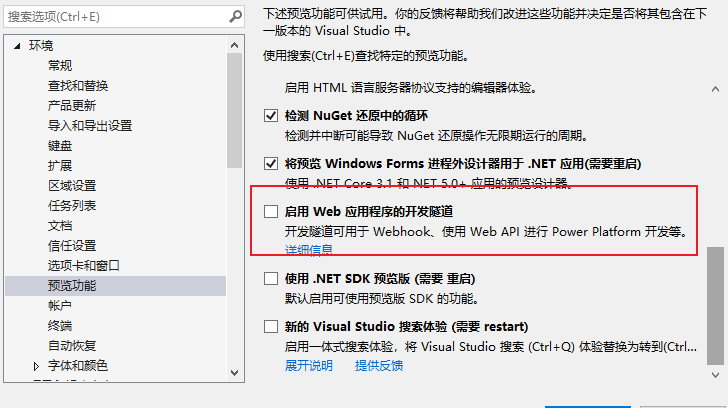 搜索选项(Ctrl+E)
环境
常规
查找和替换
产品更新
导入和导出设置
键盘
扩展
区域设置
任务列表
文档
信任设置
选项卡和窗口
预览功能
帐户
终端
自动恢复
字体和颜色
下述预览功能可供试用。你的反馈将帮助我们改进这些功能并决定是否将其包含在下
一版本的 Visual Studio 中。
使用搜索(Ctrl+E)查找特定的预览功能。
启用 HTML 语言服务器协议支持的编辑器体验。
检测 NuGet 还原中的循环
检测并中断可能导致 NuGet 还原操作无限期运行的周期。
将预览 Windows Forms 进程外设计器用于 .NET 应用(需要重启)
使用 .NET Core 3.1 和 NET 5.0+ 应用的预览设计器。
启用 Web 应用程序的开发隧道
开发隧道可用于 Webhook、使用 Web API 进行 Power Platform 开发等。
详细信息
使用 .NET SDK 预览版 (需要 重启)
默认启用可使用预览版 SDK 的功能。
新的 Visual Studio 搜索体验 (需要 restart)
启用一体式搜索体验，将 Visual Studio 搜索 (Ctrl+Q) 体验替换为转到(Ctrl...
展开说明 提供反馈